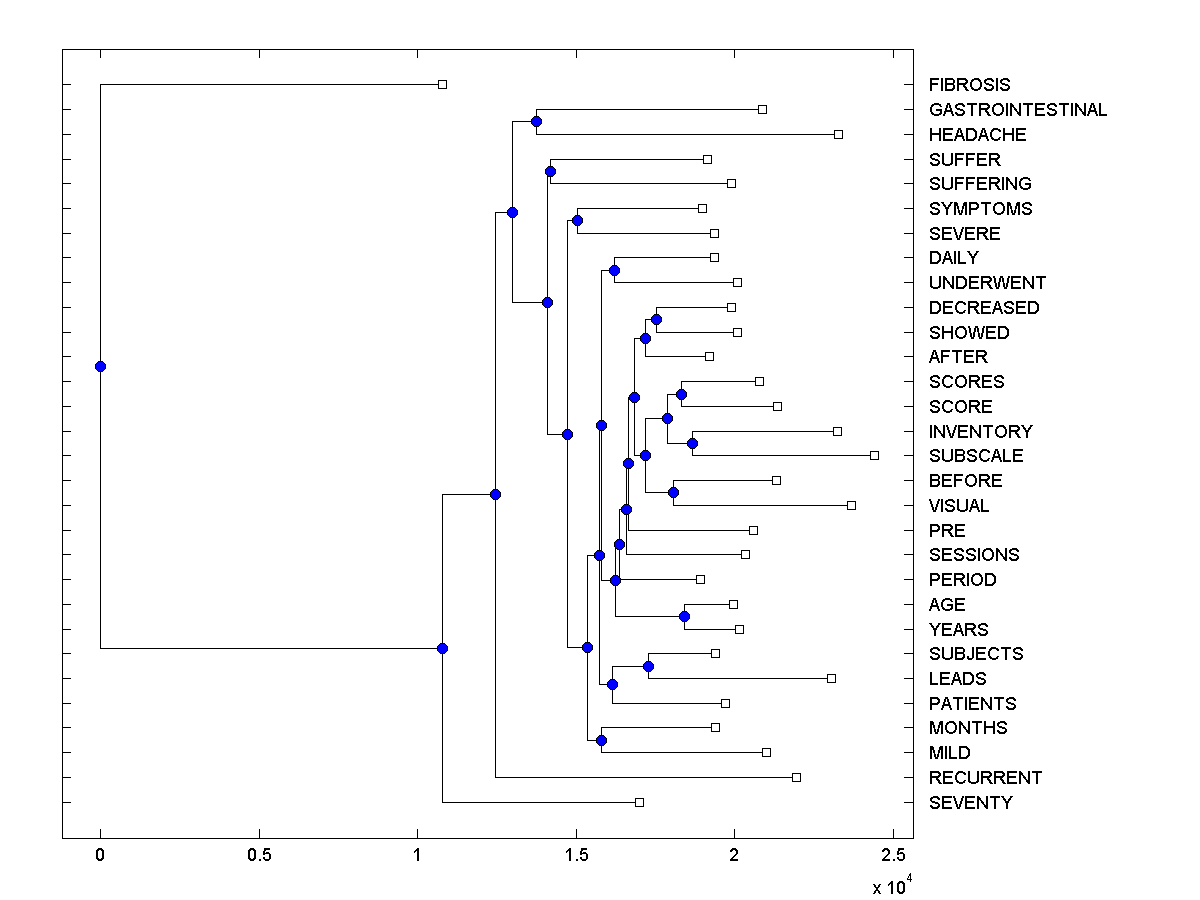 FIBROSIS
GASTROINTESTINAL
HEADACHE
SUFFER
SUFFERING
SYMPTOMS
SEVERE
DAILY
UNDERWENT
DECREASED
SHOWED
AFTER
SCORES
SCORE
INVENTORY
SUBSCALE
BEFORE
VISUAL
PRE
SESSIONS
PERIOD
AGE
YEARS
SUBJECTS
LEADS
PATIENTS
MONTHS
MILD
RECURRENT
SEVENTY
0 0.5 1 1.5 2 2.5
x 10^4